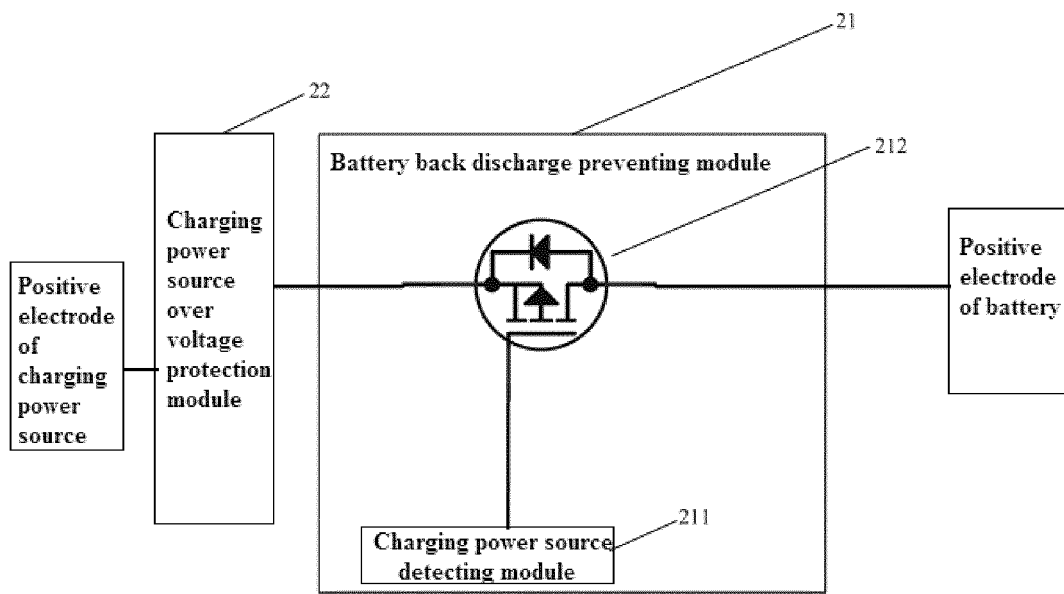 21
22
Battery back discharge preventing module
212
Charging
power
source
over
voltage
protection
module
Positive
electrode
of
charging
power
source
Positive
electrode
of battery
211
Charging power source
detecting module